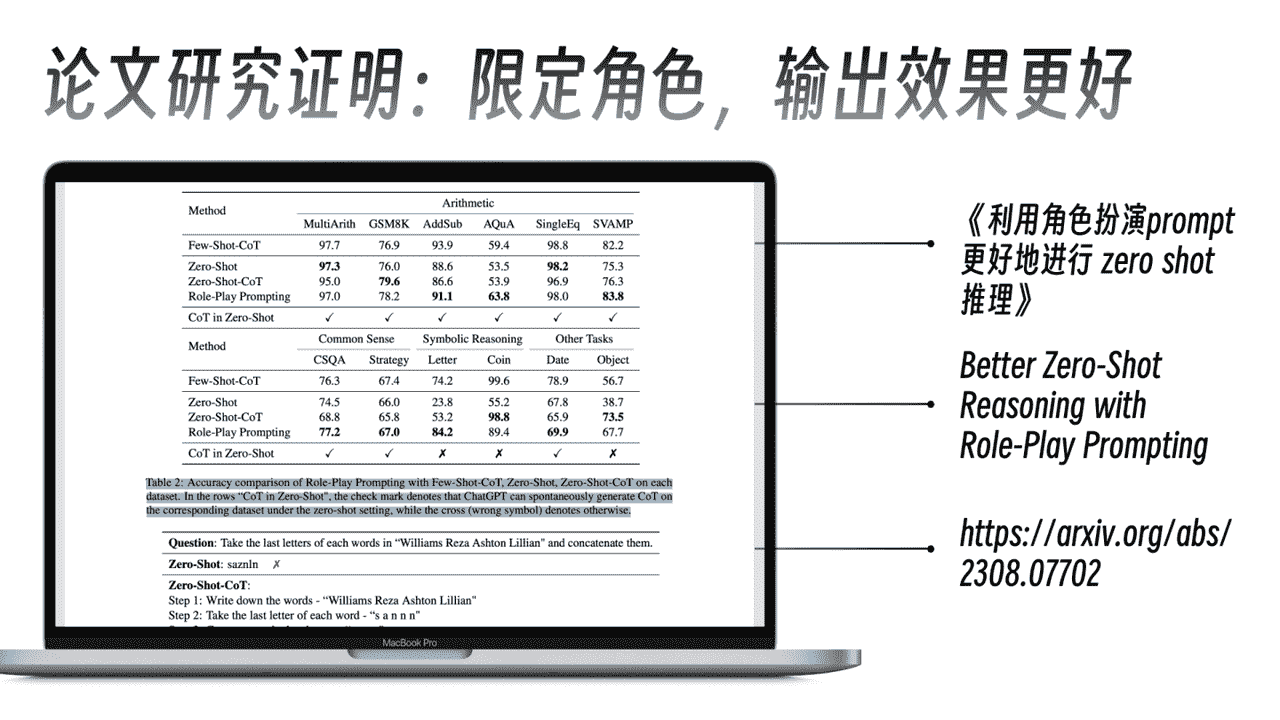 论文研究证明：限定角色，输出效果更好
Method Arithmetic
MultiArith GSM8K AddSub AQuA SingleEq SVAMP
Few-Shot-CoT 97.7 76.9 93.9 59.4 98.8 82.2
Zero-Shot 97.3 76.0 88.6 53.5 98.2 75.3
Zero-Shot-CoT 95.0 79.6 86.6 53.9 96.9 76.3
Role-Play Prompting 97.0 78.2 91.1 63.8 98.0 83.8
CoT in Zero-Shot ✓ ✓ ✓ ✓ ✓ ✓
Method Common Sense Symbolic Reasoning Other Tasks
CSQA Strategy Letter Coin Date Object
Few-Shot-CoT 76.3 67.4 74.2 99.6 78.9 56.7
Zero-Shot 74.5 66.0 23.8 55.2 67.8 38.7
Zero-Shot-CoT 68.8 65.8 53.2 98.8 65.9 73.5
Role-Play Prompting 77.2 67.0 84.2 89.4 69.9 67.7
CoT in Zero-Shot ✓ ✓ ✗ ✗ ✓ ✗
Table 2: Accuracy comparison of Role-Play Prompting with Few-Shot-CoT, Zero-Shot, Zero-Shot-CoT on each
dataset. In the rows “CoT in Zero-Shot”, the check mark denotes that ChatGPT can spontaneously generate CoT on
the corresponding dataset under the zero-shot setting, while the cross (wrong symbol) denotes otherwise.
Question: Take the last letters of each words in “Williams Reza Ashton Lillian” and concatenate them.
Zero-Shot: saznln ✗
Zero-Shot-CoT:
Step 1: Write down the words - “Williams Reza Ashton Lillian"
Step 2: Take the last letter of each word - “s a n n n”
MacBook Pro
《利用角色扮演prompt
更好地进行 zero shot
推理》
Better Zero-Shot
Reasoning with
Role-Play Prompting
https://arxiv.org/abs/
2308.07702